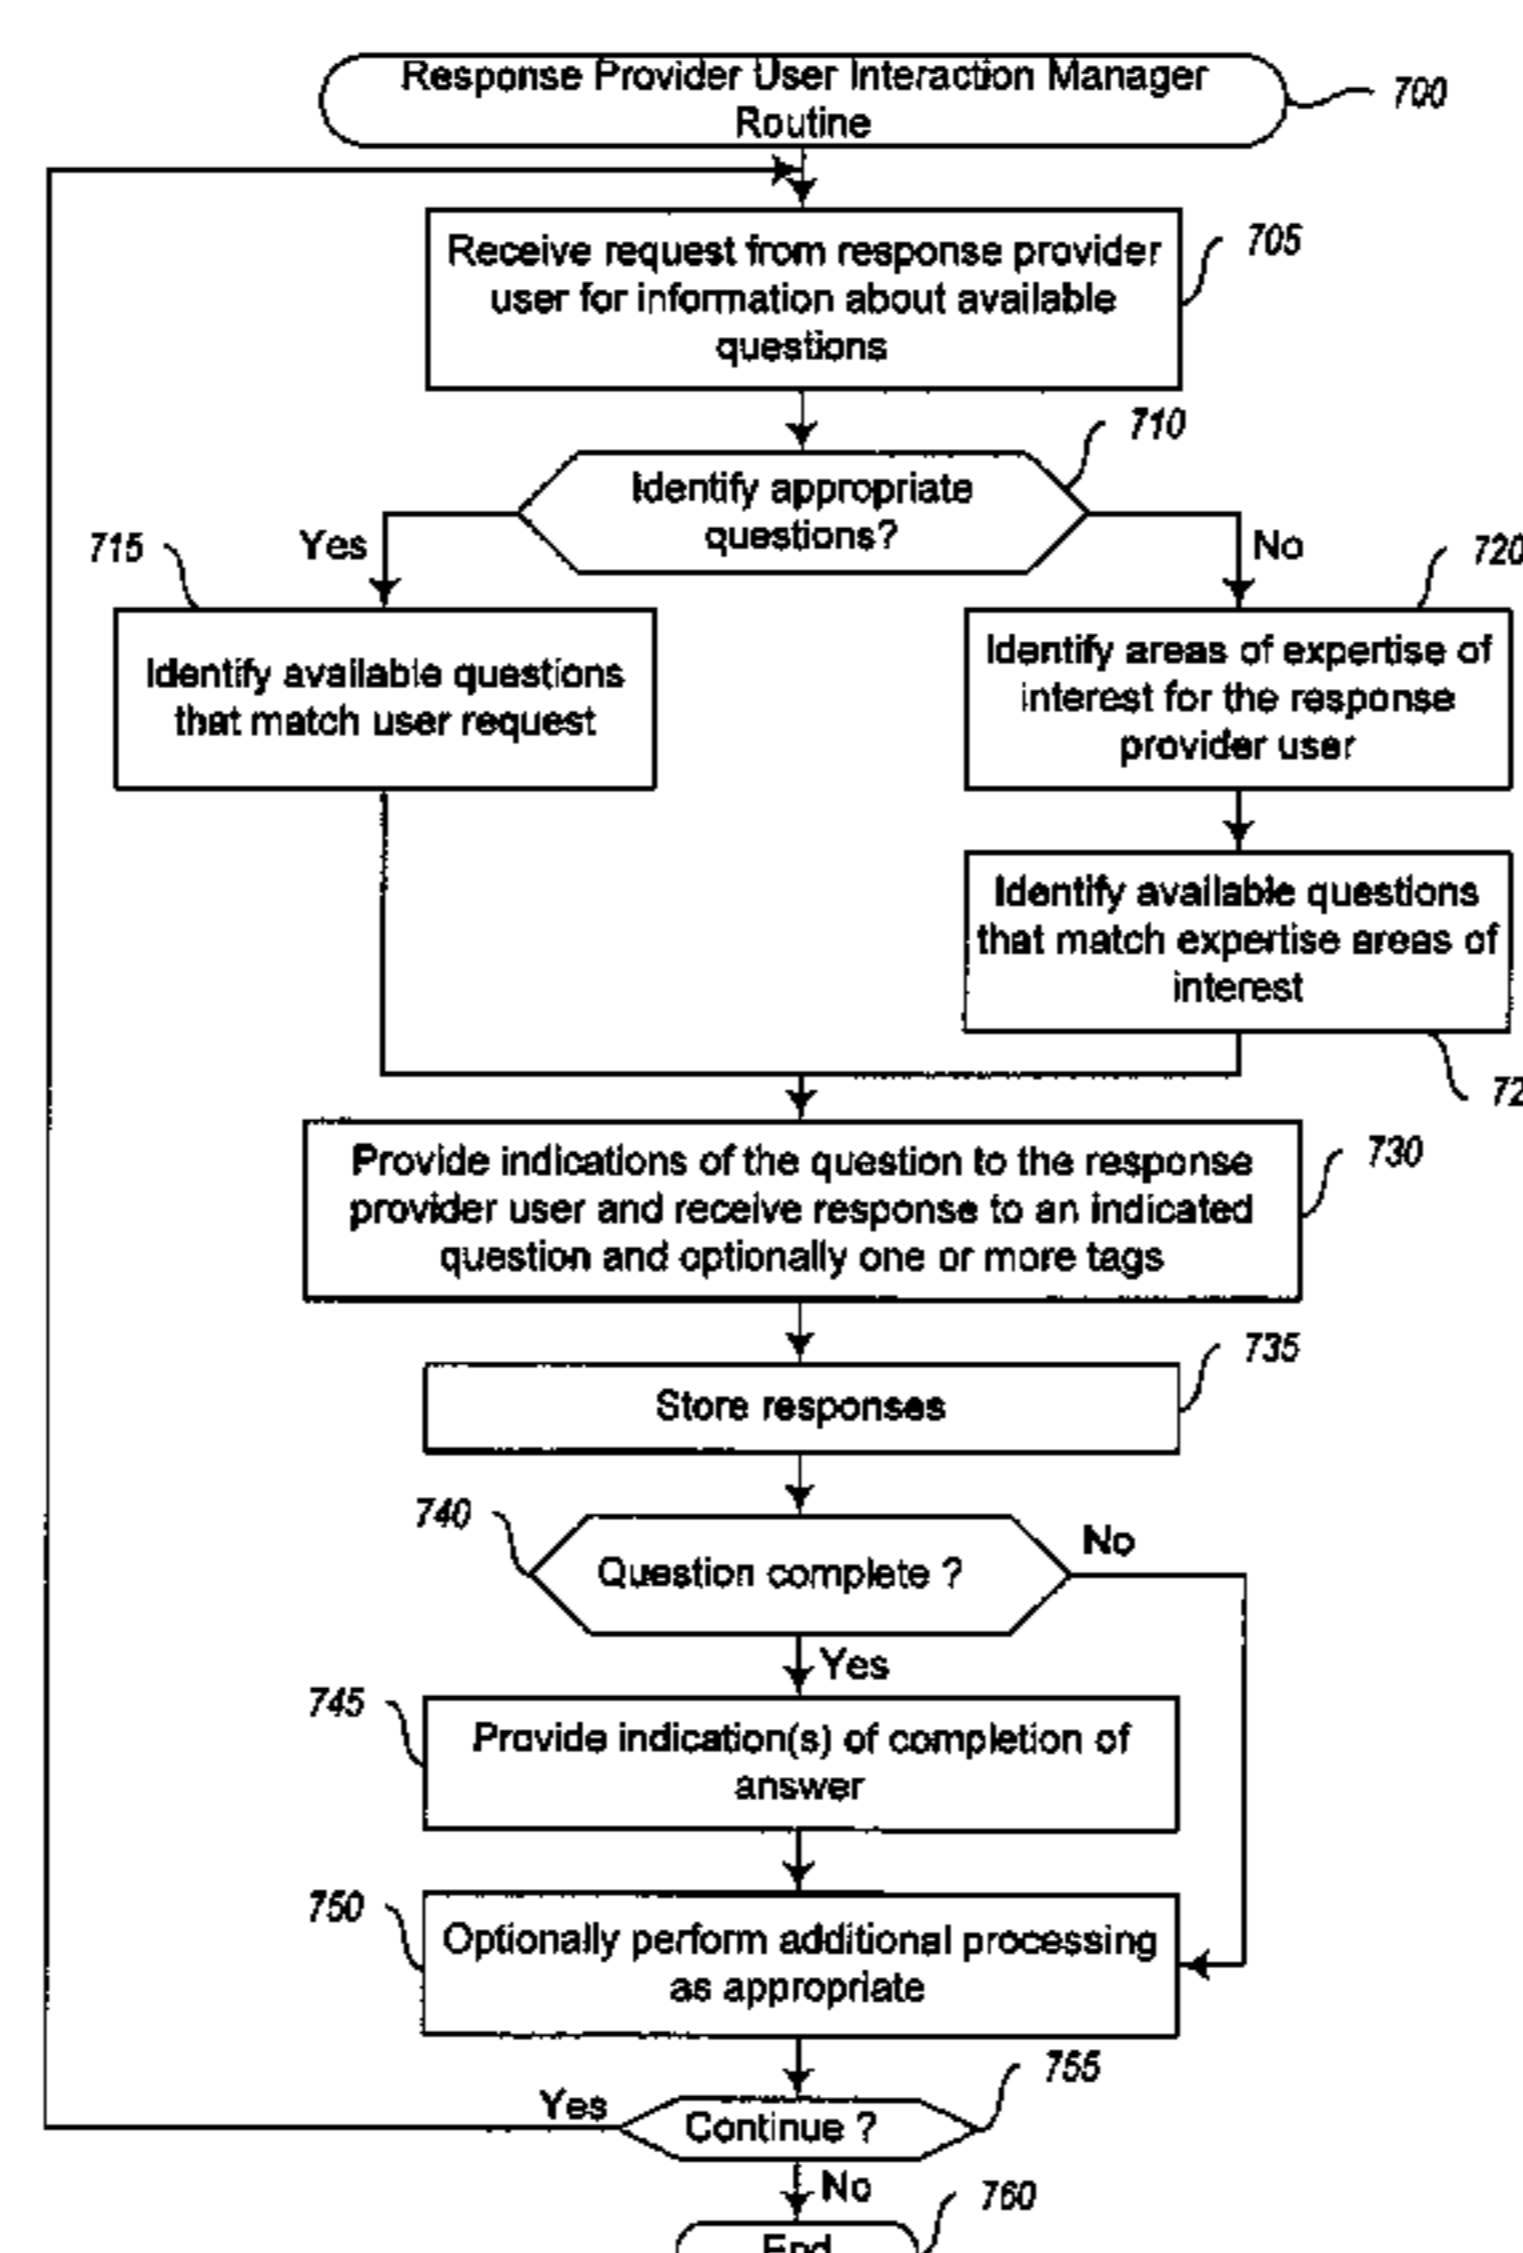 Response Provider User Interaction Manager
Routine
700
Receive request from response provider
user for information about available
questions
705
710
Identify appropriate
questions?
715
Yes
No
720
Identify available questions
that match user request
Identify areas of expertise of
interest for the response
provider user
Identify available questions
that match expertise areas of
interest
72
Provide indications of the question to the response
provider user and receive response to an indicated
question and optionally one or more tags
730
Store responses
735
740
Question complete ?
No
Yes
745
Provide indication(s) of completion of
answer
750
Optionally perform additional processing
as appropriate
755
Yes
Continue ?
No
760
End